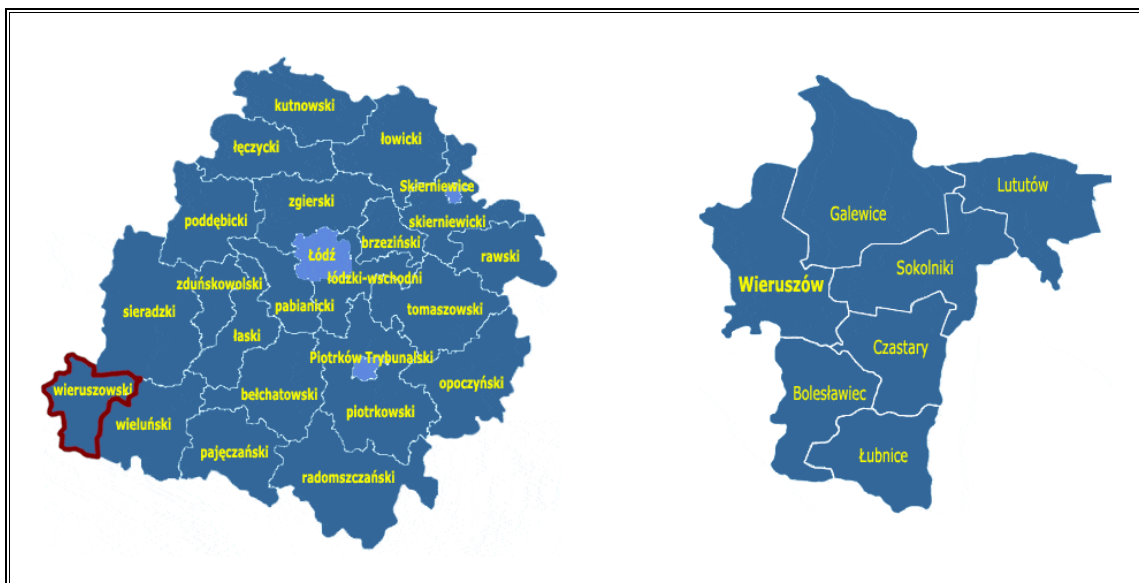 kutnowski
łowicki
łęczycki
Skierniewice
zgierski
poddębicki
skierniewicki
brzeziński
Łódź
rawski
łódzki-wschodni
zduńskowolski
pabianicki
sieradzki
tomaszowski
łaski
Piotrków Trybunalski
opoczyński
wieruszowski
bełchatowski
piotrkowski
wieluński
pajęczański
radomszczański
Lututów
Galewice
Sokolniki
Wieruszów
Czastary
Bolesławiec
Łubnice